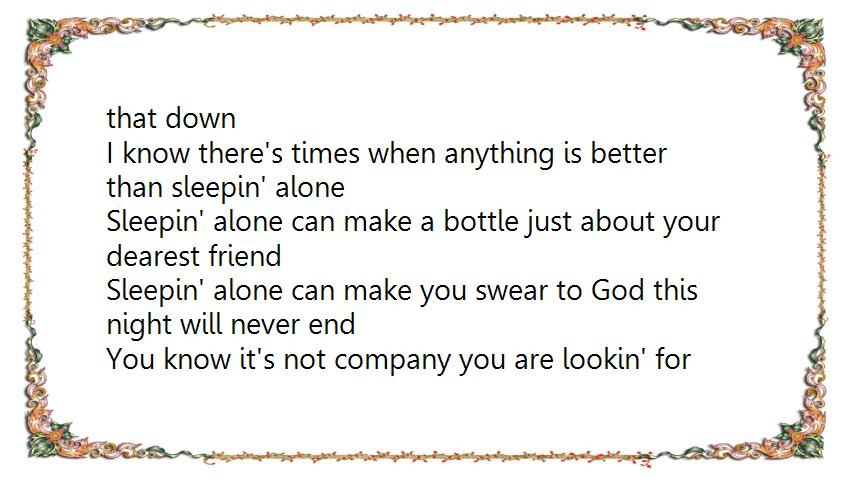 that down
I know there's times when anything is better
than sleepin' alone
Sleepin' alone can make a bottle just about your
dearest friend
Sleepin' alone can make you swear to God this
night will never end
You know it's not company you are lookin' for